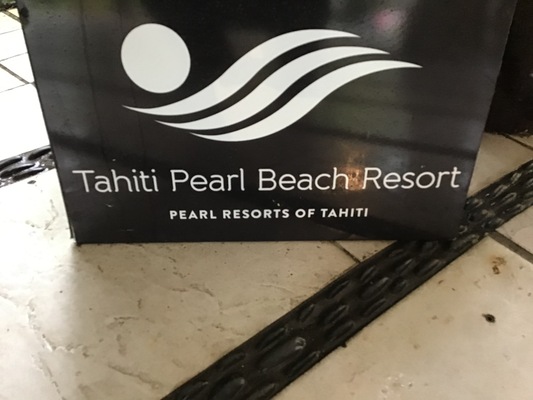 Tahiti Pearl Beach Resort
PEARL RESORTS OF TAHITI